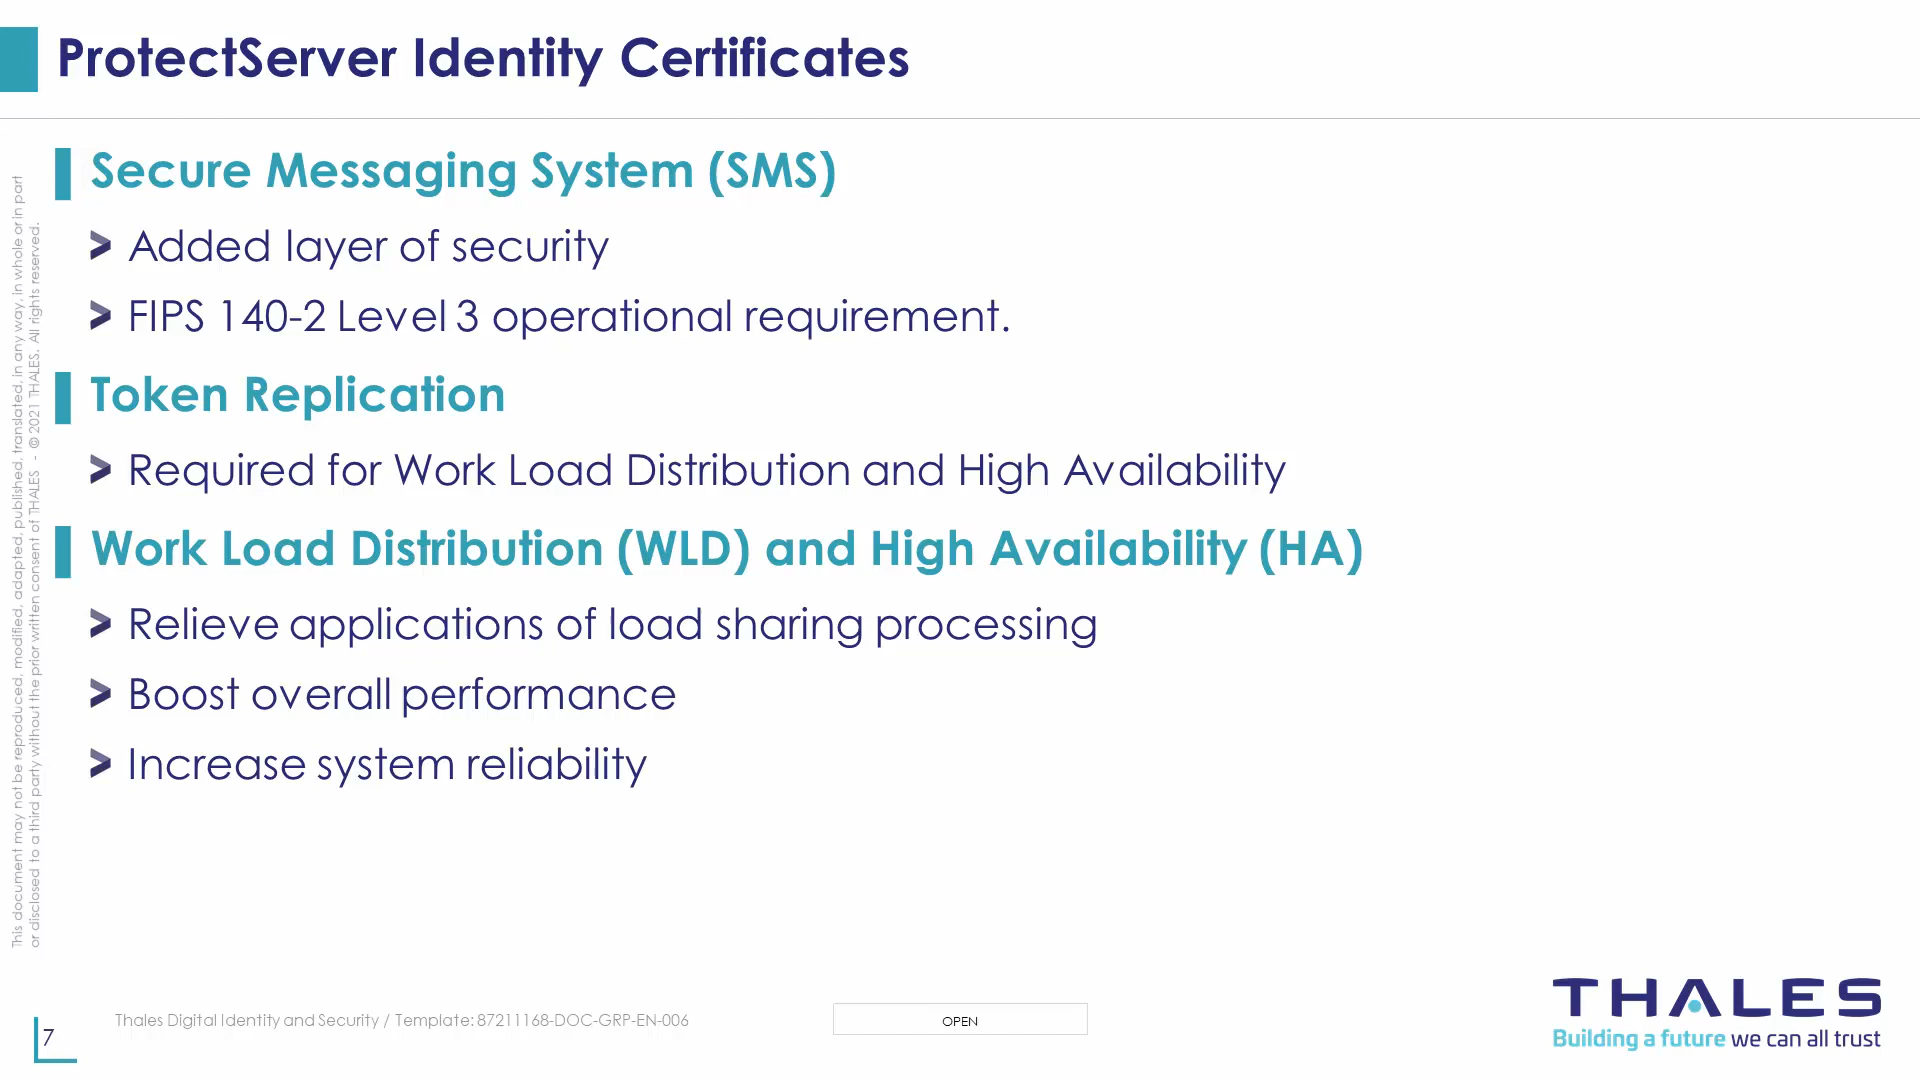 ProtectServer Identity Certificates
Secure Messaging System (SMS)
> Added layer of security
> FIPS 140-2 Level 3 operational requirement.
Token Replication
> Required for Work Load Distribution and High Availability
Work Load Distribution (WLD) and High Availability (HA)
> Relieve applications of load sharing processing
> Boost overall performance
> Increase system reliability
This document may not be reproduced, modified, adapted, published, translated, in any way, in whole or in part
or disclosed to a third party without the prior written consent of THALES - © 2021 THALES. All rights reserved.
7
Thales Digital Identity and Security / Template: 87211168-DOC-GRP-EN-006
OPEN
THALES
Building a future we can all trust